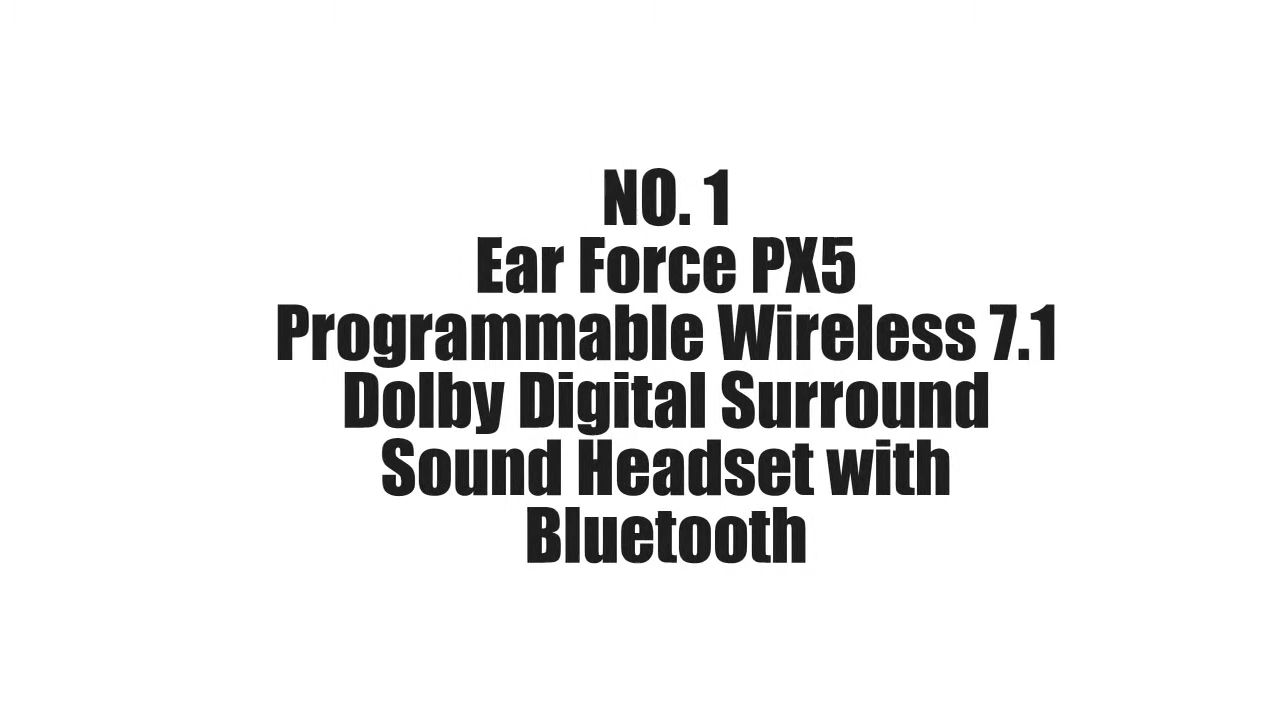 NO. 1
Ear Force PX5
Programmable Wireless 7.1
Dolby Digital Surround
Sound Headset with
Bluetooth